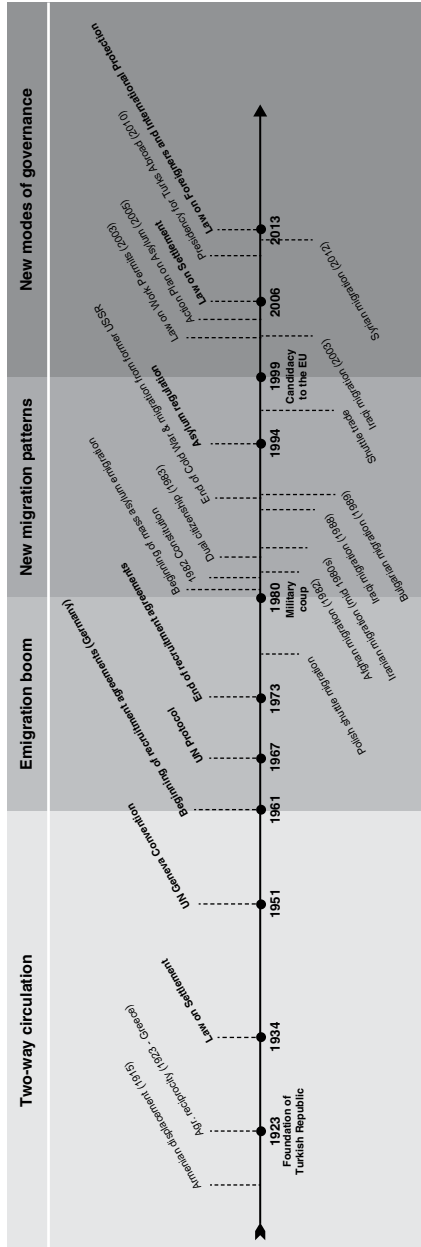 Two-way circulation
Emigration boom
New migration patterns
New modes of governance
Armenian displacement (1915)
Agr. reciprocity (1923 - Greece)
Law on Settlement
UN Geneva Convention
Beginning of recruitment agreements (Germany)
UN Protocol
End of recruitment agreements
Beginning of mass asylum emigration
1982 Constitution
Dual citizenship (1983)
End of Cold War & migration from former USSR
Asylum regulation
Law on Work Permits (2003)
Action Plan on Asylum (2005)
Law on Settlement
Presidency for Turks Abroad (2010)
Law on Foreigners and International Protection
1923
Foundation of
Turkish Republic
1934
1951
1961
1967
1973
1980
Military
coup
1994
1999
Candidacy
to the EU
2006
2013
Polish shuttle migration
Afghan migration (1982)
Iranian migration (mid 1980s)
Iraqi migration (1988)
Bulgarian migration (1989)
Shuttle trade
Iraqi migration (2003)
Syrian migration (2012)